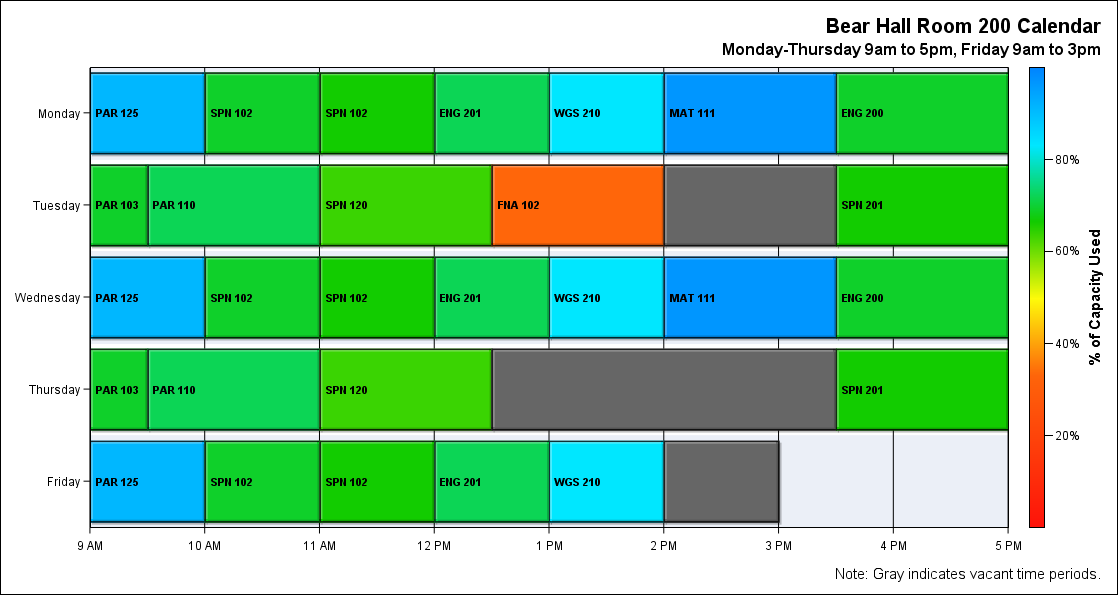 Bear Hall Room 200 Calendar
Monday-Thursday 9am to 5pm, Friday 9am to 3pm
Monday PAR 125 SPN 102 SPN 102 ENG 201 WGS 210 MAT 111 ENG 200
80%
Tuesday PAR 103 PAR 110 SPN 120 FNA 102 SPN 201
60%
Wednesday PAR 125 SPN 102 SPN 102 ENG 201 WGS 210 MAT 111 ENG 200
% of Capacity Used
40%
Thursday PAR 103 PAR 110 SPN 120 SPN 201
20%
Friday PAR 125 SPN 102 SPN 102 ENG 201 WGS 210
9 AM 10 AM 11 AM 12 PM 1 PM 2 PM 3 PM 4 PM 5 PM
Note: Gray indicates vacant time periods.